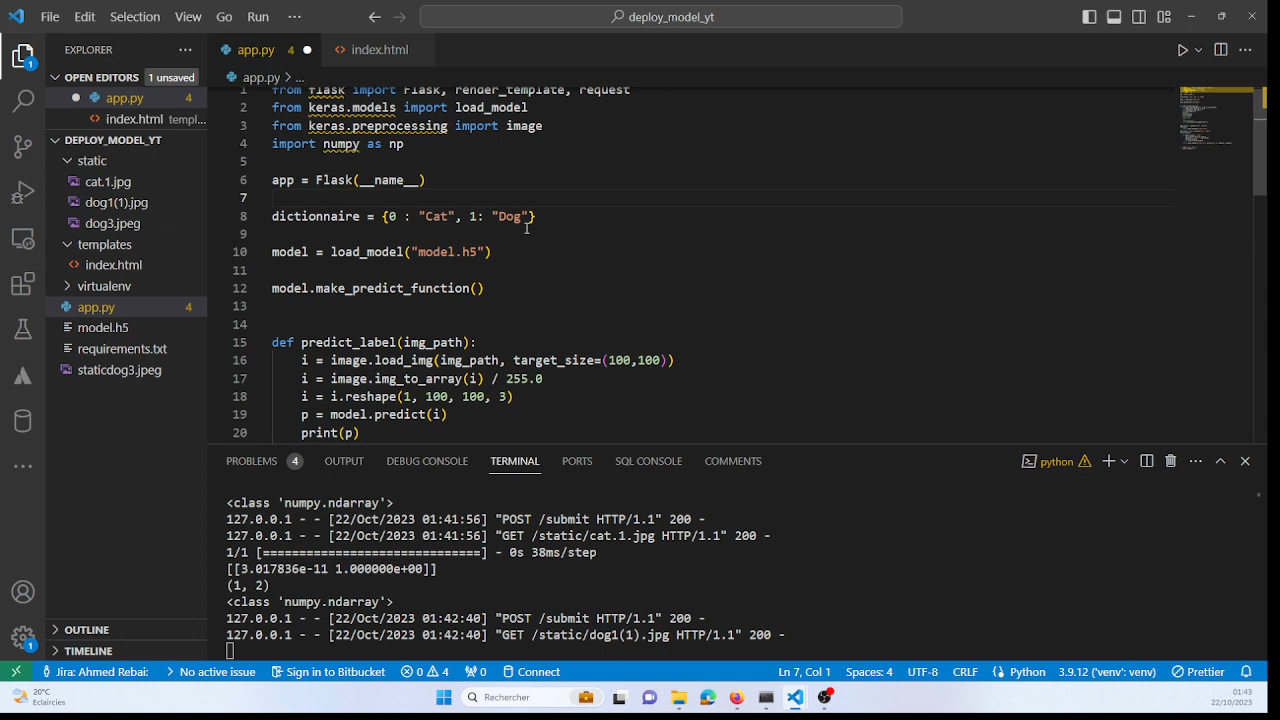 File Edit Selection View Go Run ··· deploy_model_yt
EXPLORER ···
OPEN EDITORS 1 unsaved
app.py 4
index.html templ...
DEPLOY_MODEL_YT
static
cat.1.jpg
dog1(1).jpg
dog3.jpeg
templates
index.html
virtualenv
app.py 4
model.h5
requirements.txt
staticdog3.jpeg
OUTLINE
TIMELINE
1
1
app.py 4 index.html
app.py > ...
1 from flask import Flask, render_template, request
2 from keras.models import load_model
3 from keras.preprocessing import image
4 import numpy as np
5
6 app = Flask(__name__)
7
8 dictionnaire = {0 : "Cat", 1: "Dog"}
9
10 model = load_model("model.h5")
11
12 model.make_predict_function()
13
14
15 def predict_label(img_path):
16 i = image.load_img(img_path, target_size=(100,100))
17 i = image.img_to_array(i) / 255.0
18 i = i.reshape(1, 100, 100, 3)
19 p = model.predict(i)
20 print(p)
PROBLEMS 4 OUTPUT DEBUG CONSOLE TERMINAL PORTS SQL CONSOLE COMMENTS python
<class 'numpy.ndarray'>
127.0.0.1 - - [22/Oct/2023 01:41:56] "POST /submit HTTP/1.1" 200 -
127.0.0.1 - - [22/Oct/2023 01:41:56] "GET /static/cat.1.jpg HTTP/1.1" 200 -
1/1 [==============================] - 0s 38ms/step
[[3.017836e-11 1.000000e+00]]
(1, 2)
<class 'numpy.ndarray'>
127.0.0.1 - - [22/Oct/2023 01:42:40] "POST /submit HTTP/1.1" 200 -
127.0.0.1 - - [22/Oct/2023 01:42:40] "GET /static/dog1(1).jpg HTTP/1.1" 200 -
Jira: Ahmed Rebai: No active issue Sign in to Bitbucket 0 4 0 Connect Ln 7, Col 1 Spaces: 4 UTF-8 CRLF Python 3.9.12 ('venv': venv) Prettier
20°C
Eclaircies
Rechercher
01:43
22/10/2023